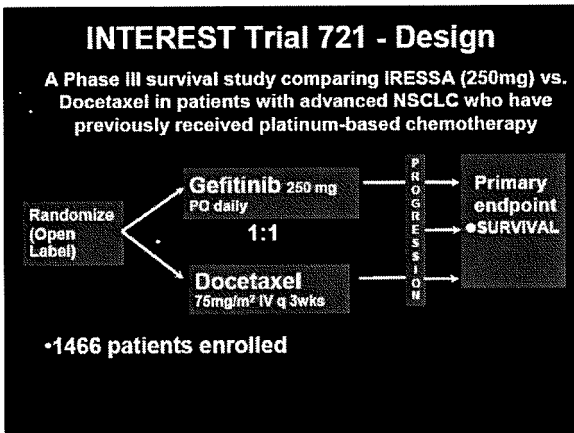 INTEREST Trial 721 - Design
A Phase III survival study comparing IRESSA (250mg) vs.
Docetaxel in patients with advanced NSCLC who have
previously received platinum-based chemotherapy
Randomize
(Open
Label)
Gefitinib 250 mg
PO daily
1:1
Docetaxel
75mg/m² IV q 3wks
PROGRESSION
Primary
endpoint
•SURVIVAL
•1466 patients enrolled